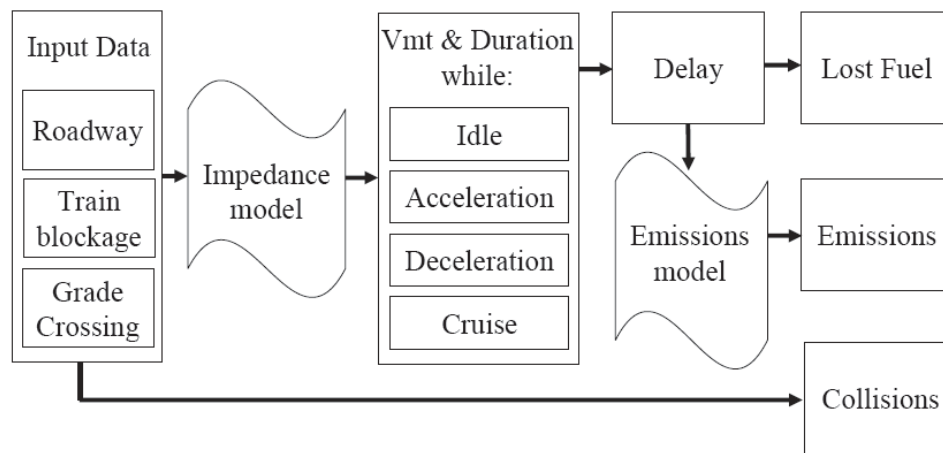 Input Data
Roadway
Train
blockage
Grade
Crossing
Impedance
model
Vmt & Duration
while:
Idle
Acceleration
Deceleration
Cruise
Delay
Lost Fuel
Emissions
model
Emissions
Collisions